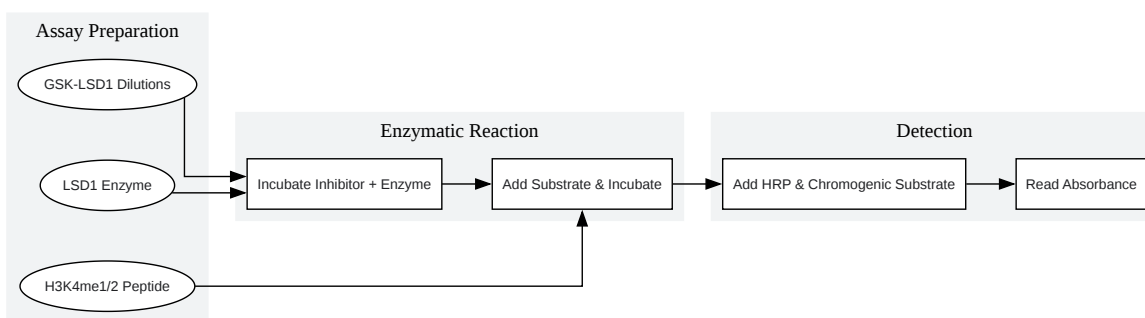 Assay Preparation
GSK-LSD1 Dilutions
LSD1 Enzyme
H3K4me1/2 Peptide
Enzymatic Reaction
Incubate Inhibitor + Enzyme
Add Substrate & Incubate
Detection
Add HRP & Chromogenic Substrate
Read Absorbance